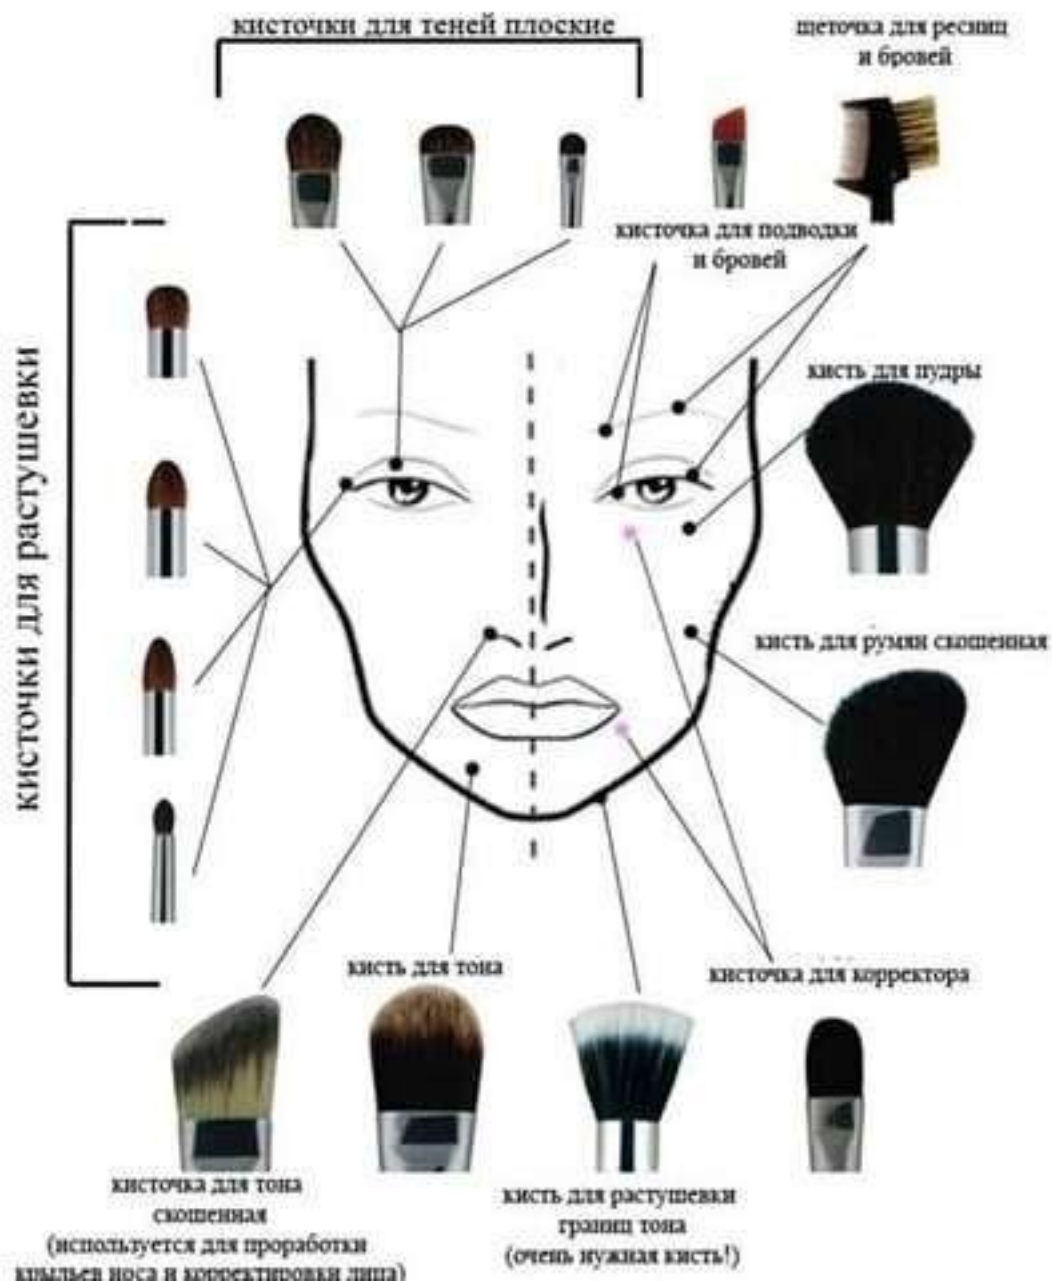 кисточки для теней плоские
щеточка для ресниц
и бровей
кисточка для подводки
и бровей
кисточки для растушевки
кисть для пудры
кисть для румян скошенная
кисть для тона
кисточка для корректора
кисточка для тона
скошенная
(используется для проработки
крыльев носа и корректировки лица)
кисть для растушевки
границ тона
(очень нужная кисть!)